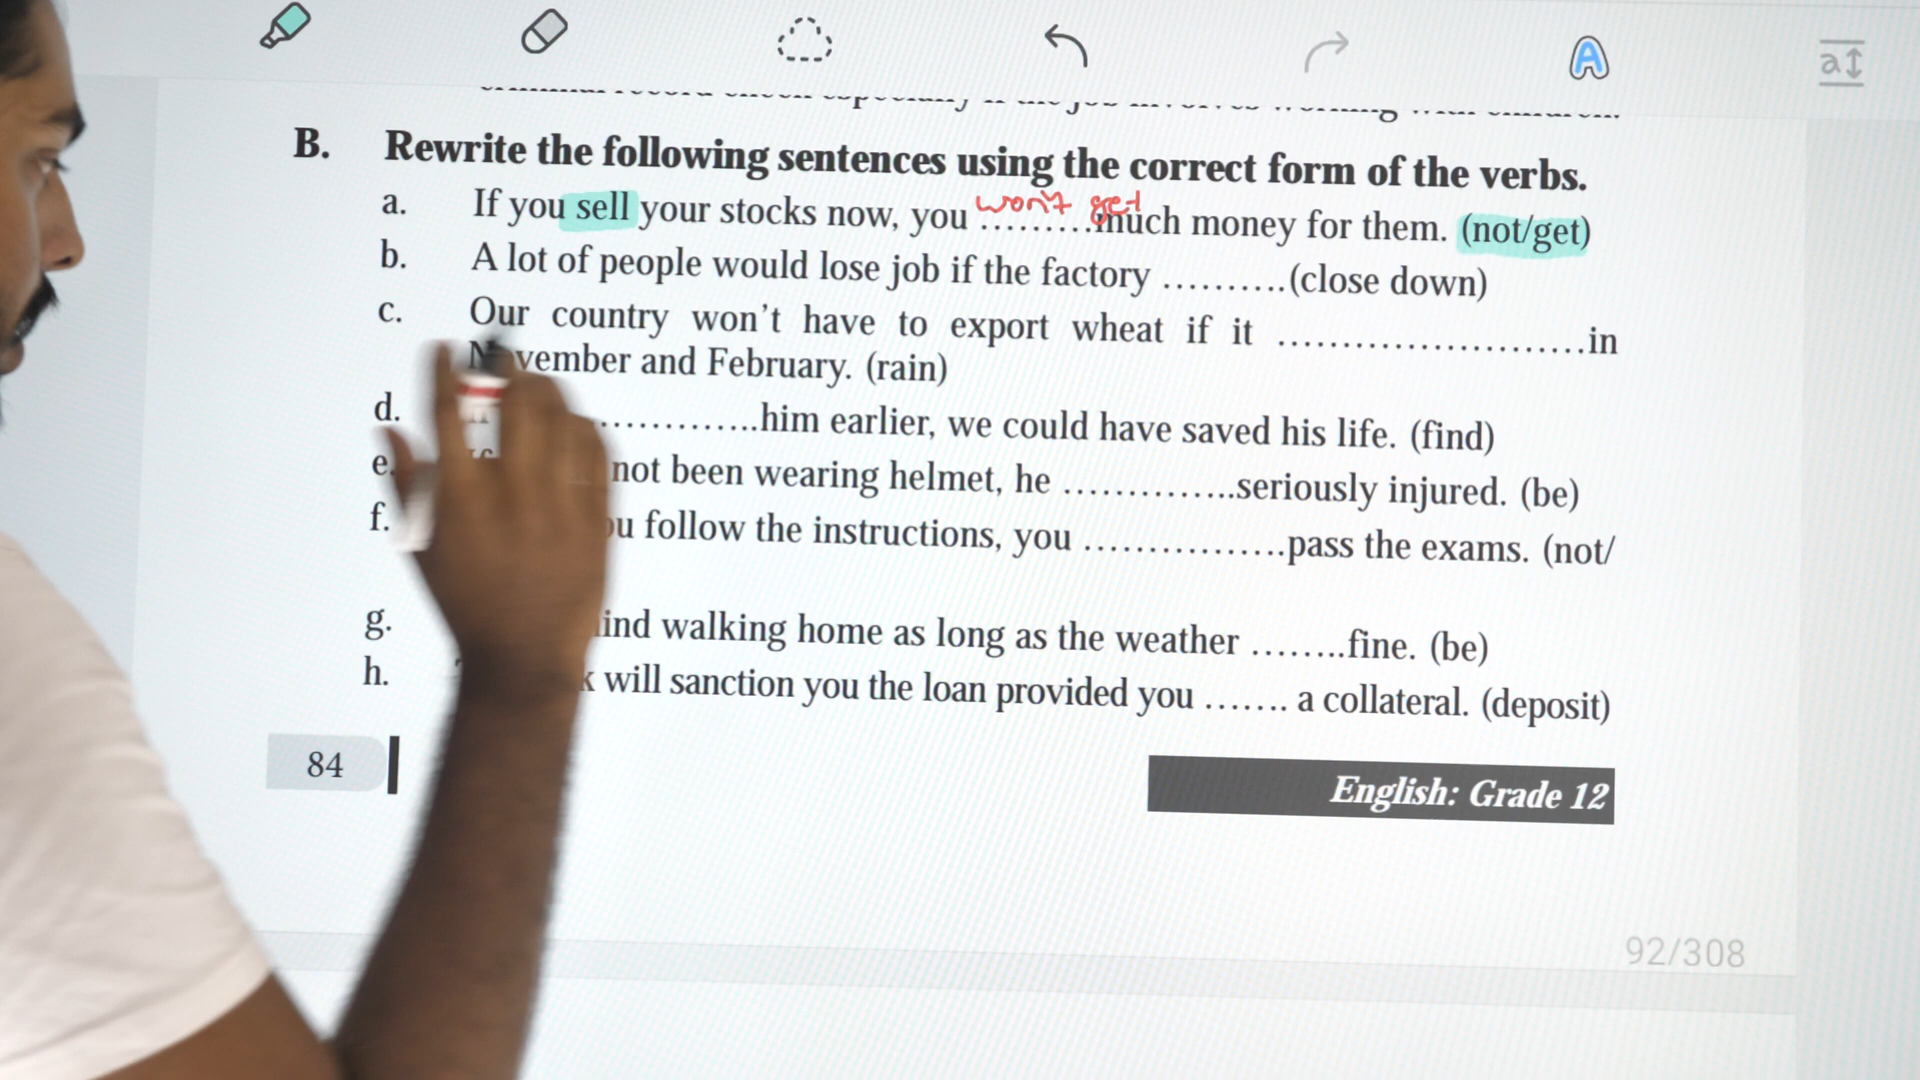 B. Rewrite the following sentences using the correct form of the verbs.
a. If you sell your stocks now, you won't get ..........much money for them. (not/get)
b. A lot of people would lose job if the factory ..........(close down)
c. Our country won't have to export wheat if it .........................in
November and February. (rain)
d. ..............him earlier, we could have saved his life. (find)
e. not been wearing helmet, he ...............seriously injured. (be)
f. follow the instructions, you .................pass the exams. (not/
g. walking home as long as the weather ........fine. (be)
h. will sanction you the loan provided you ....... a collateral. (deposit)
84
English: Grade 12
92/308
A
a